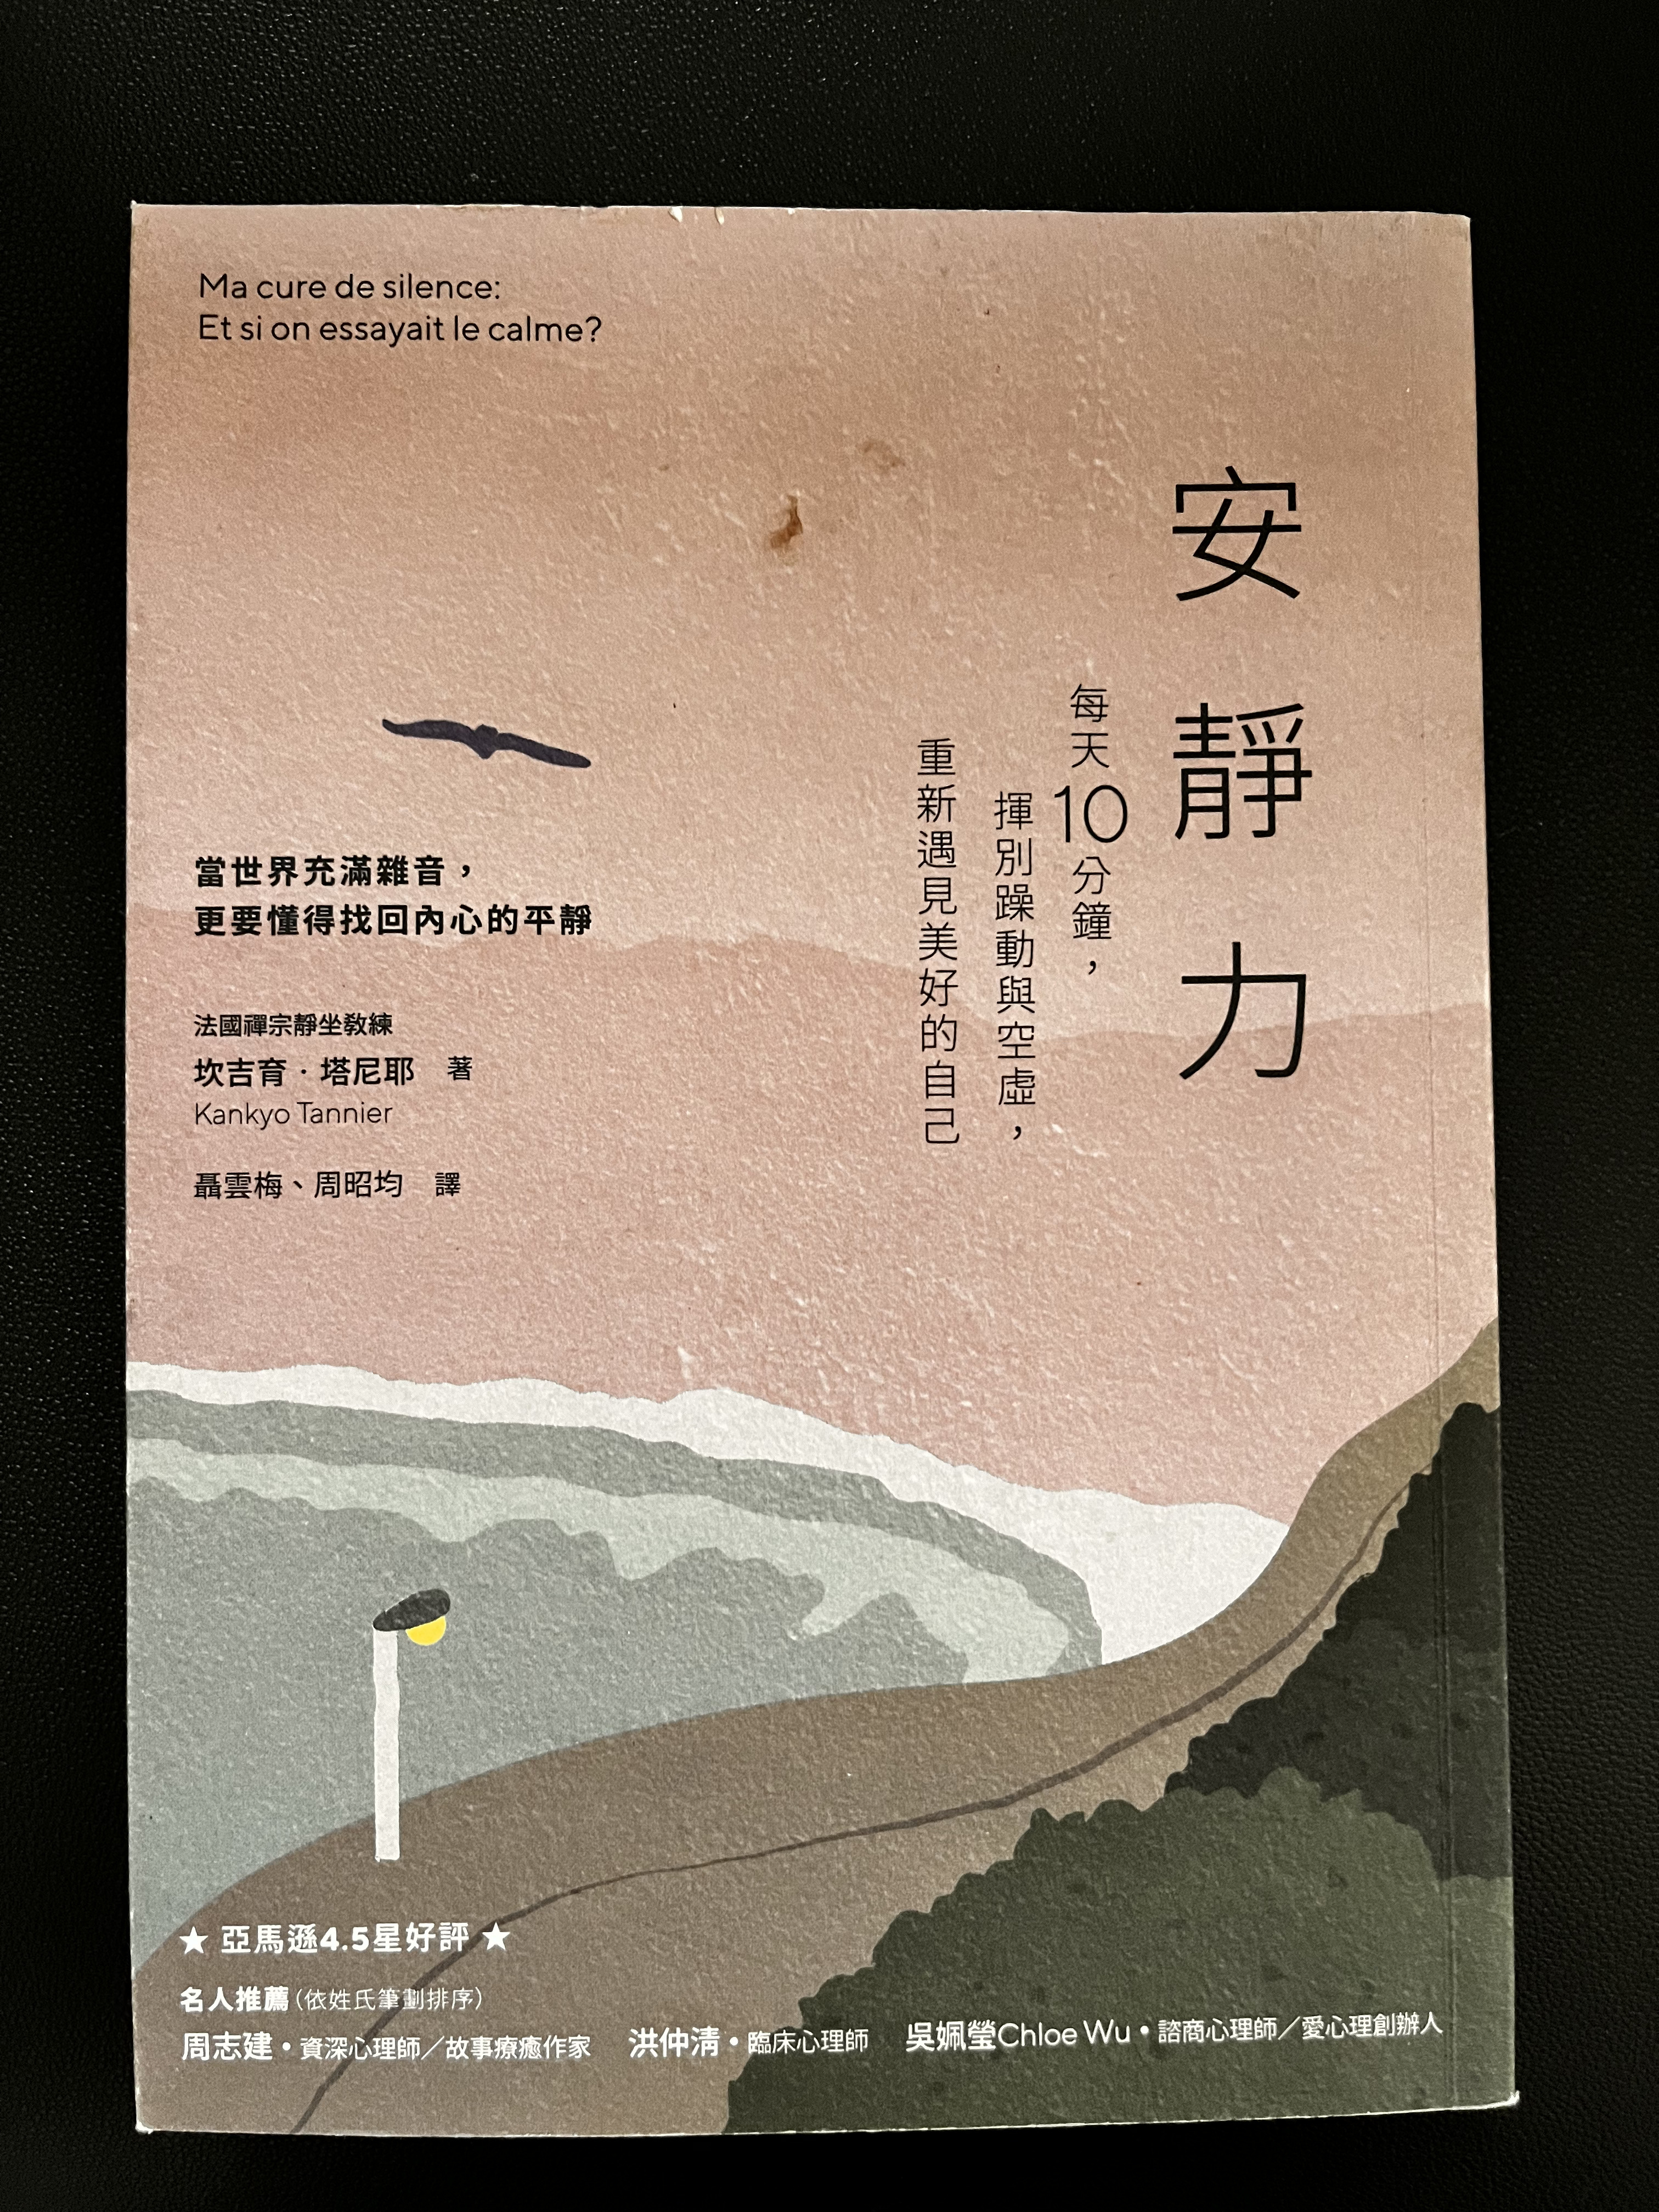 Ma cure de silence:
Et si on essayait le calme?
安靜力
每天10分鐘，
揮別躁動與空虛，
重新遇見美好的自己
當世界充滿雜音，
更要懂得找回內心的平靜
法國禪宗靜坐教練
坎吉育·塔尼耶 著
Kankyo Tannier
聶雲梅、周昭均 譯
★ 亞馬遜4.5星好評 ★
名人推薦（依姓氏筆劃排序）
周志建•資深心理師／故事療癒作家 洪仲清•臨床心理師 吳姵瑩Chloe Wu•諮商心理師／愛心理創辦人